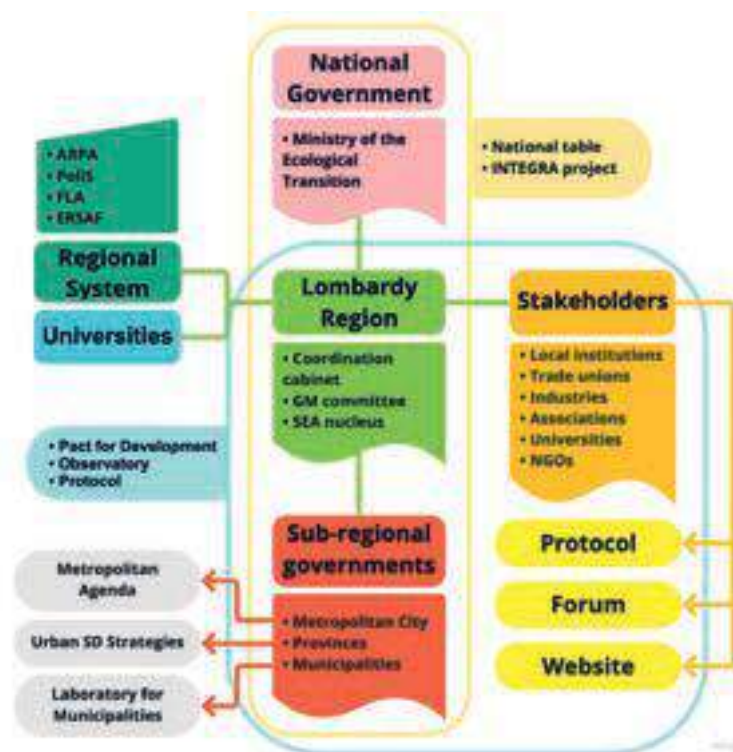 National
Government
• Ministry of the
Ecological
Transition
• National table
• INTEGRA project
• ARPA
• PoliS
• FLA
• ERSAF
Regional
System
Universities
Lombardy
Region
• Coordination
cabinet
• GM committee
• SEA nucleus
Stakeholders
• Local institutions
• Trade unions
• Industries
• Associations
• Universities
• NGOs
• Pact for Development
• Observatory
• Protocol
Sub-regional
governments
• Metropolitan City
• Provinces
• Municipalities
Metropolitan
Agenda
Urban SD Strategies
Laboratory for
Municipalities
Protocol
Forum
Website